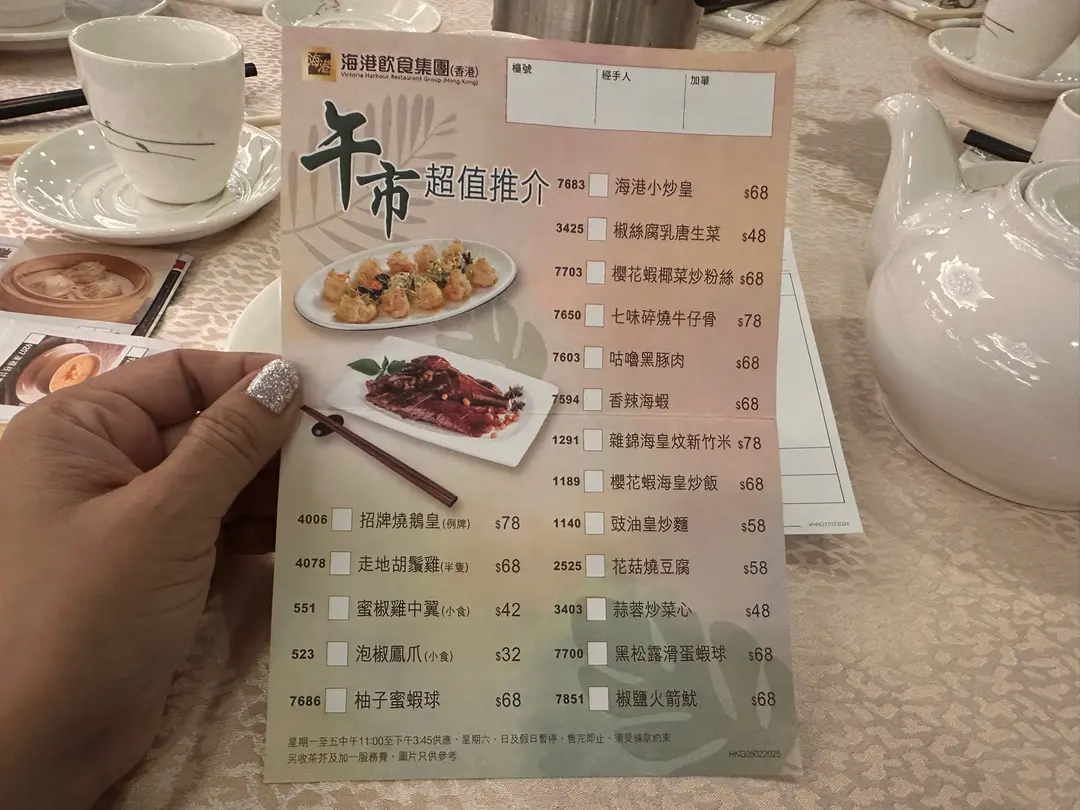 海港飲食集團(香港)
Victoria Harbour Restaurant Group (Hong Kong)
檯號
經手人
加單
午市超值推介
7683 海港小炒皇 $68
3425 椒絲腐乳唐生菜 $48
7703 櫻花蝦椰菜炒粉絲 $68
7650 七味碎燒牛仔骨 $78
7603 咕嚕黑豚肉 $68
7594 香辣海蝦 $68
1291 雜錦海皇炆新竹米 $78
1189 櫻花蝦海皇炒飯 $68
4006 招牌燒鵝皇(例牌) $78
1140 豉油皇炒麵 $58
4078 走地胡鬚雞(半隻) $68
2525 花菇燒豆腐 $58
551 蜜椒雞中翼(小食) $42
3403 蒜蓉炒菜心 $48
523 泡椒鳳爪(小食) $32
7700 黑松露滑蛋蝦球 $68
7686 柚子蜜蝦球 $68
7851 椒鹽火箭魷 $68
星期一至五中午11:00至下午3:45供應，星期六、日及假日暫停，售完即止，須受條款約束
另收茶芥及加一服務費，圖片只供參考
HKG05022025
VHRG17072024